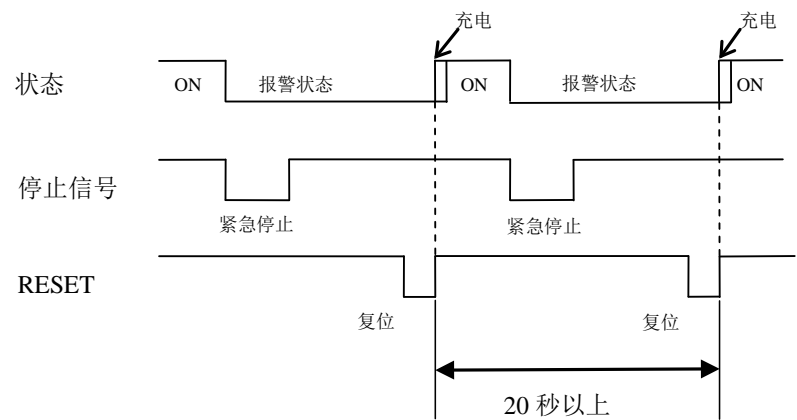 充电 充电
状态 ON 报警状态 ON 报警状态 ON
停止信号
紧急停止 紧急停止
RESET
复位 复位
20 秒以上